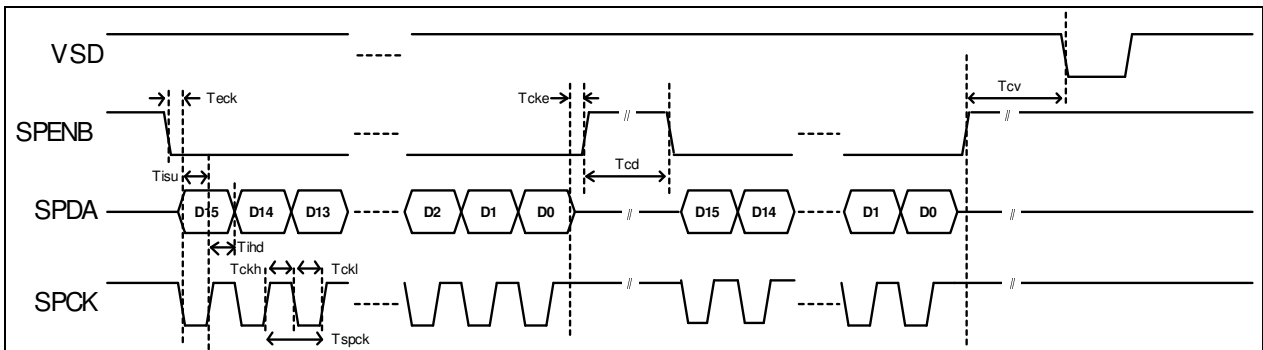 VSD
Teck
Tcke
Tcv
SPENB
Tisu
Tcd
SPDA
D15
D14
D13
D2
D1
D0
D15
D14
D1
D0
Tihd
Tckh
Tckl
SPCK
Tspck